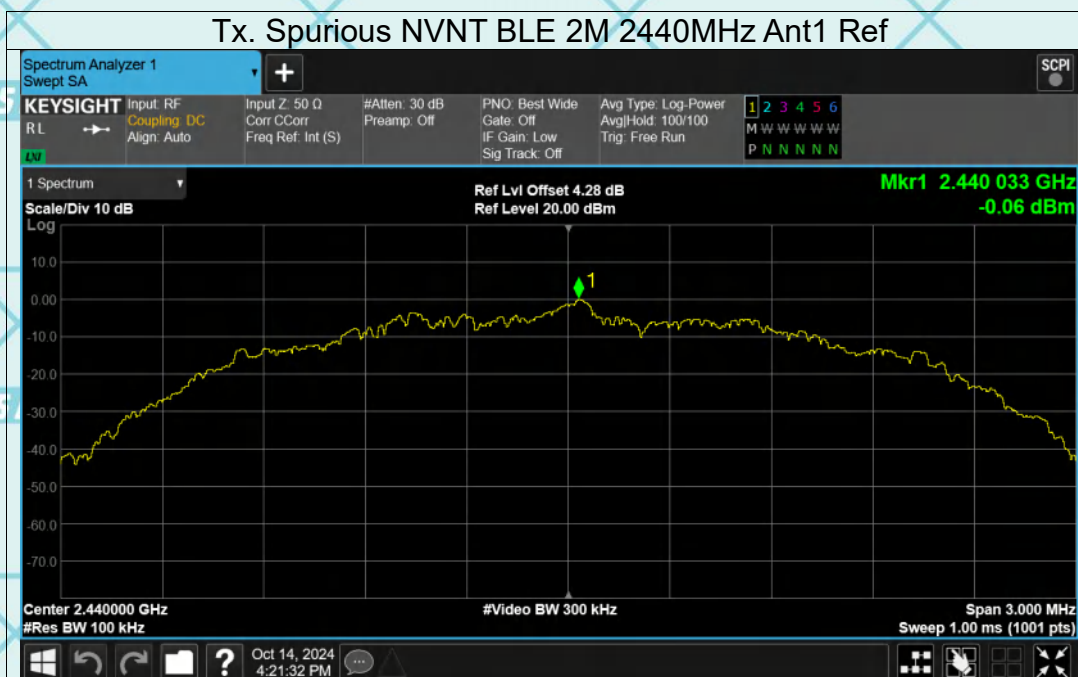 Tx. Spurious NVNT BLE 2M 2440MHz Ant1 Ref
Spectrum Analyzer 1
Swept SA
+
SCPI
KEYSIGHT
RL
LXI
Input: RF
Coupling: DC
Align: Auto
Input Z: 50 Ω
Corr CCorr
Freq Ref: Int (S)
#Atten: 30 dB
Preamp: Off
PNO: Best Wide
Gate: Off
IF Gain: Low
Sig Track: Off
Avg Type: Log-Power
Avg|Hold: 100/100
Trig: Free Run
1 2 3 4 5 6
M W W W W W
P N N N N N
1 Spectrum
Scale/Div 10 dB
Ref Lvl Offset 4.28 dB
Ref Level 20.00 dBm
Mkr1 2.440 033 GHz
-0.06 dBm
Log
10.0
0.00
-10.0
-20.0
-30.0
-40.0
-50.0
-60.0
-70.0
1
Center 2.440000 GHz
#Res BW 100 kHz
#Video BW 300 kHz
Span 3.000 MHz
Sweep 1.00 ms (1001 pts)
?
Oct 14, 2024
4:21:32 PM